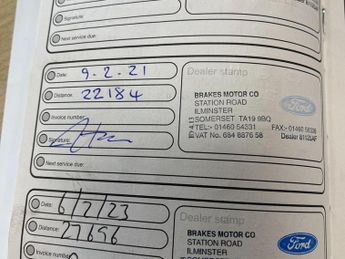 Signature:
Next service due:
Date: 9.2.21
Dealer stamp
Distance: 22184
BRAKES MOTOR CO
STATION ROAD
ILMINSTER
SOMERSET TA19 9BQ
TEL:- 01460 54331
VAT No. 684 8876 58
Ford
Invoice number:
Signature:
Next service due:
Date: 6/2/23
Dealer stamp
Distance: 27696
BRAKES MOTOR CO
STATION ROAD
ILMINSTER
Ford
Invoice number